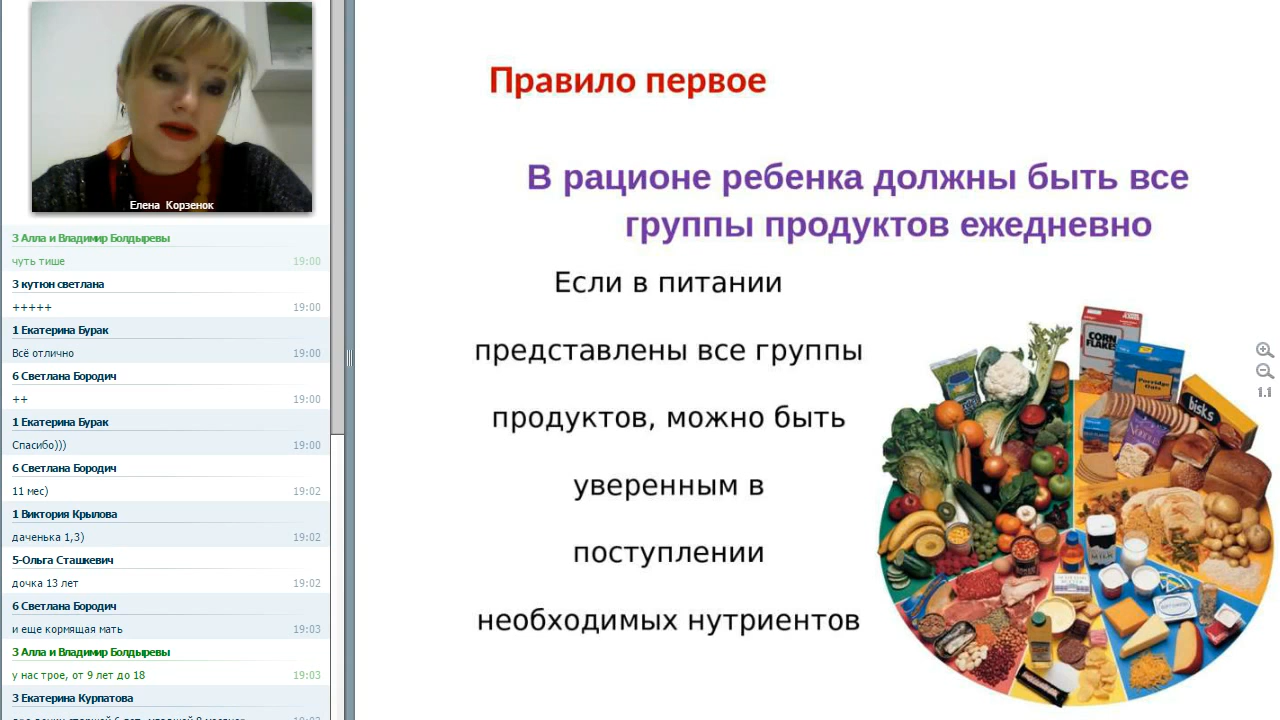 Елена Корзенок
3 Алла и Владимир Болдыревы
чуть тише 19:00
3 кутюн светлана
+++++ 19:00
1 Екатерина Бурак
Всё отлично 19:00
6 Светлана Бородич
++ 19:00
1 Екатерина Бурак
Спасибо))) 19:00
6 Светлана Бородич
11 мес) 19:02
1 Виктория Крылова
даченька 1,3) 19:02
5-Ольга Сташкевич
дочка 13 лет 19:02
6 Светлана Бородич
и еще кормящая мать 19:03
3 Алла и Владимир Болдыревы
у нас трое, от 9 лет до 18 19:03
3 Екатерина Курпатова
Правило первое
В рационе ребенка должны быть все
группы продуктов ежедневно
Если в питании
представлены все группы
продуктов, можно быть
уверенным в
поступлении
необходимых нутриентов
CORN
FLAKES
Porridge
Oats
bisks
MILK
1.1